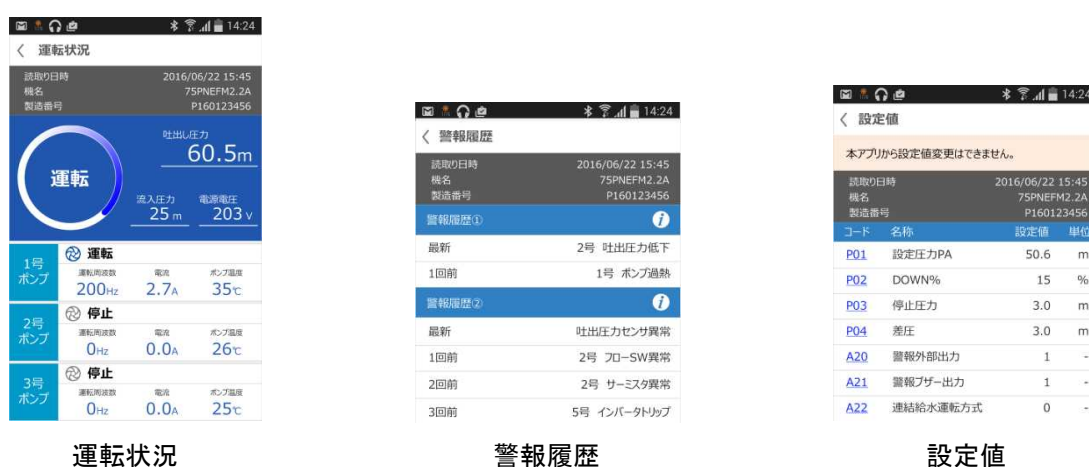 14:24
運転状況
読取り日時 2016/06/22 15:45
機名 75PNEFM2.2A
製造番号 P160123456
運転
吐出し圧力
60.5m
流入圧力 電源電圧
25 m 203 v
1号ポンプ
運転
運転周波数 電流 ポンプ温度
200Hz 2.7A 35℃
2号ポンプ
停止
運転周波数 電流 ポンプ温度
0Hz 0.0A 26℃
3号ポンプ
停止
運転周波数 電流 ポンプ温度
0Hz 0.0A 25℃
運転状況
14:24
警報履歴
読取り日時 2016/06/22 15:45
機名 75PNEFM2.2A
製造番号 P160123456
警報履歴① i
最新 2号 吐出圧力低下
1回前 1号 ポンプ過熱
警報履歴② i
最新 吐出圧力センサ異常
1回前 2号 フローSW異常
2回前 2号 サーミスタ異常
3回前 5号 インバータトリップ
警報履歴
14:24
設定値
本アプリから設定値変更はできません。
読取り日時 2016/06/22 15:45
機名 75PNEFM2.2A
製造番号 P160123456
コード 名称 設定値 単位
P01 設定圧力PA 50.6 m
P02 DOWN% 15 %
P03 停止圧力 3.0 m
P04 差圧 3.0 m
A20 警報外部出力 1 -
A21 警報ブザー出力 1 -
A22 連結給水運転方式 0 -
設定値